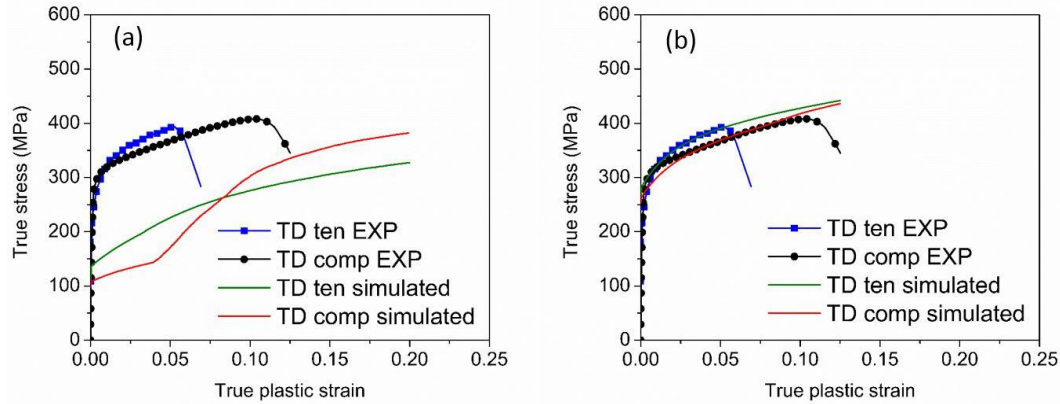 (a)
600
500
400
300
200
100
0
True stress (MPa)
TD ten EXP
TD comp EXP
TD ten simulated
TD comp simulated
0.00 0.05 0.10 0.15 0.20 0.25
True plastic strain
(b)
600
500
400
300
200
100
0
True stress (MPa)
TD ten EXP
TD comp EXP
TD ten simulated
TD comp simulated
0.00 0.05 0.10 0.15 0.20 0.25
True plastic strain